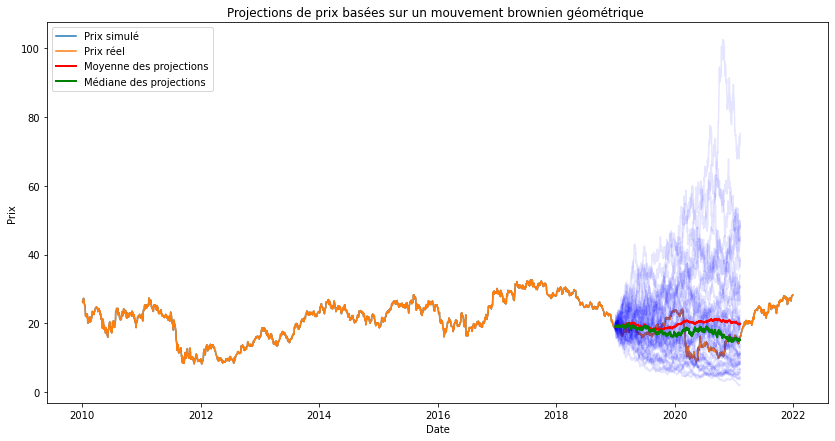 Projections de prix basées sur un mouvement brownien géométrique
Prix simulé
Prix réel
Moyenne des projections
Médiane des projections
Prix
100
80
60
40
20
0
2010
2012
2014
2016
2018
2020
2022
Date